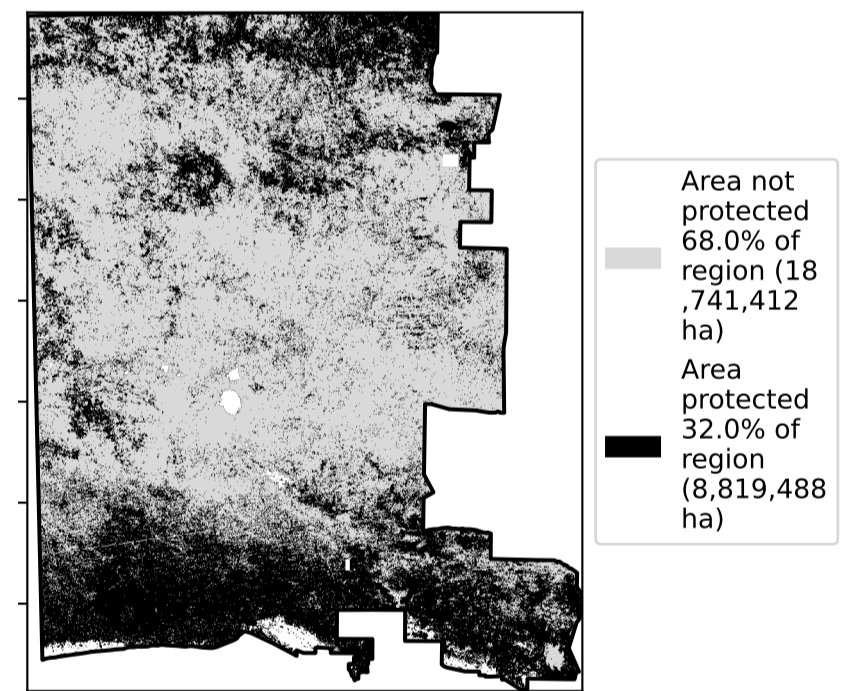 Area not
protected
68.0% of
region (18
,741,412
ha)
Area
protected
32.0% of
region
(8,819,488
ha)